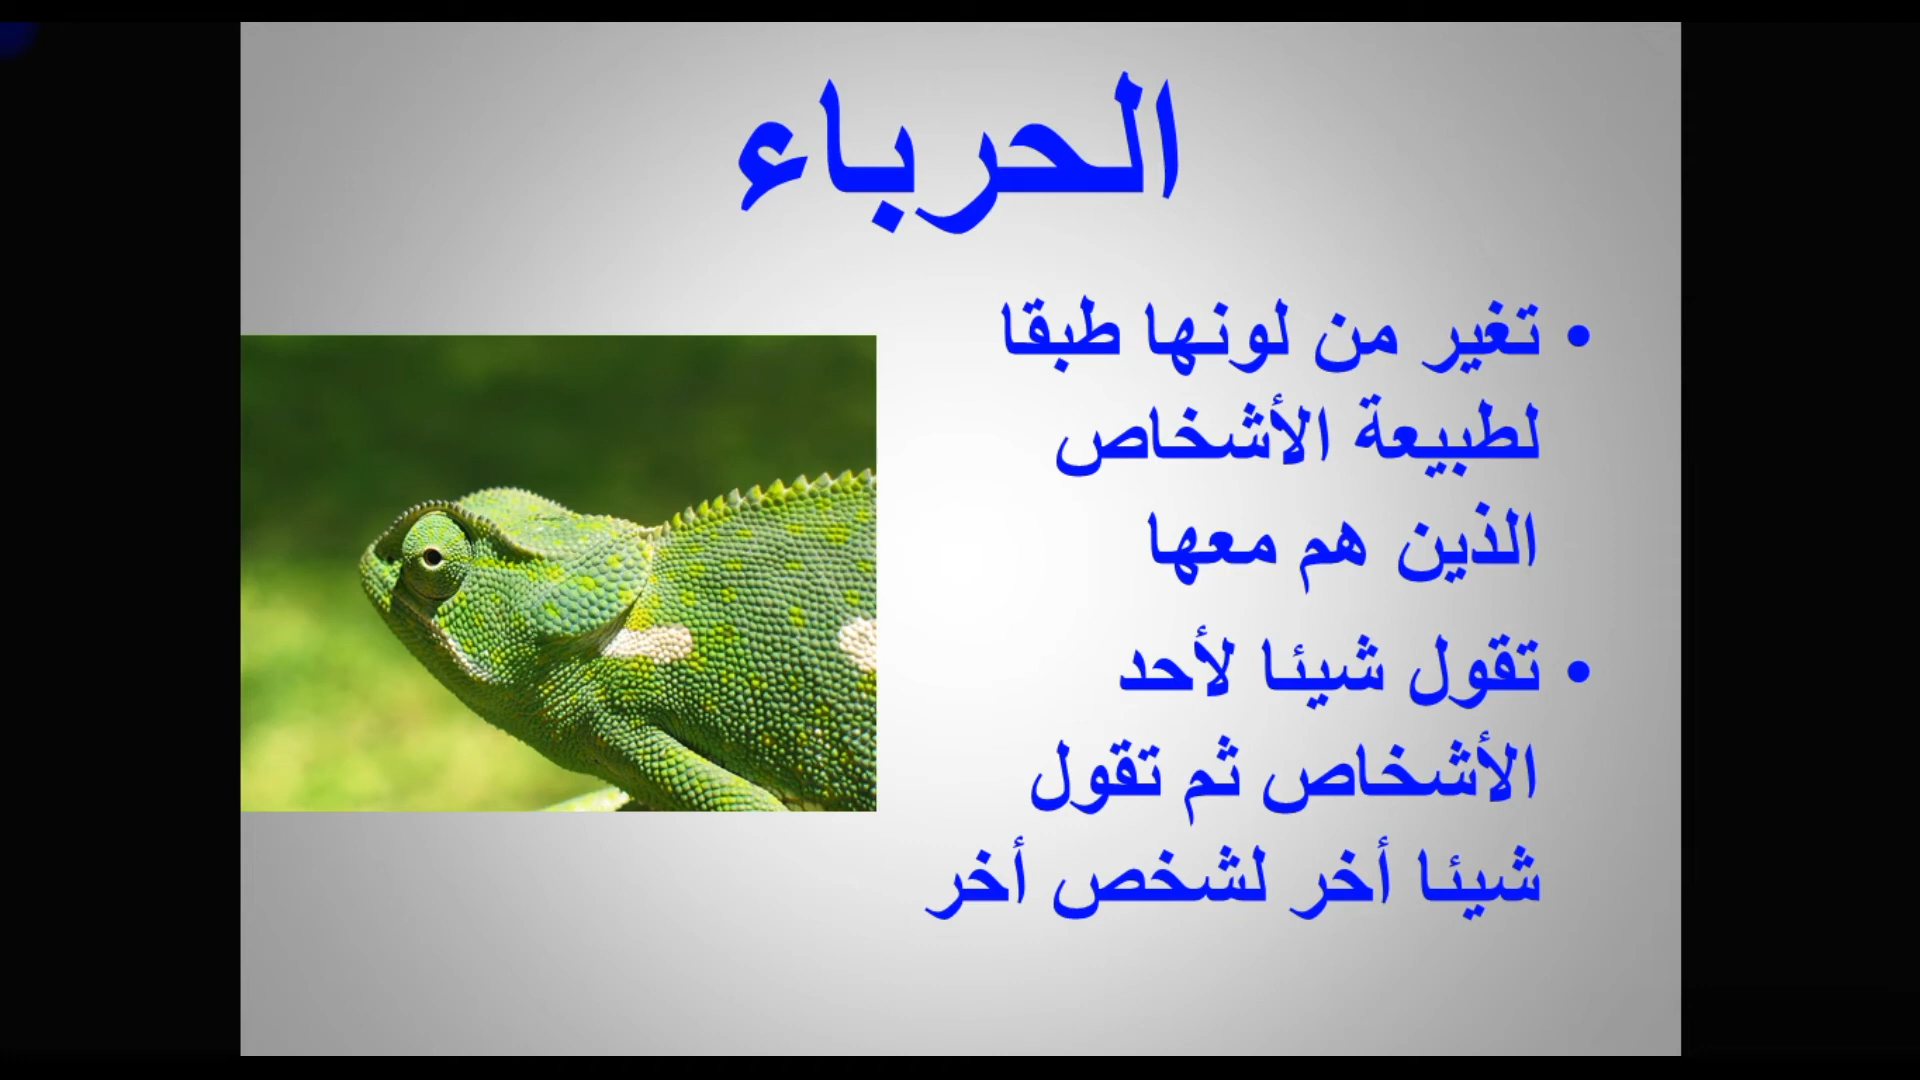 الحرباء
• تغير من لونها طبقا
لطبيعة الأشخاص
الذين هم معها
• تقول شيئا لأحد
الأشخاص ثم تقول
شيئا أخر لشخص أخر